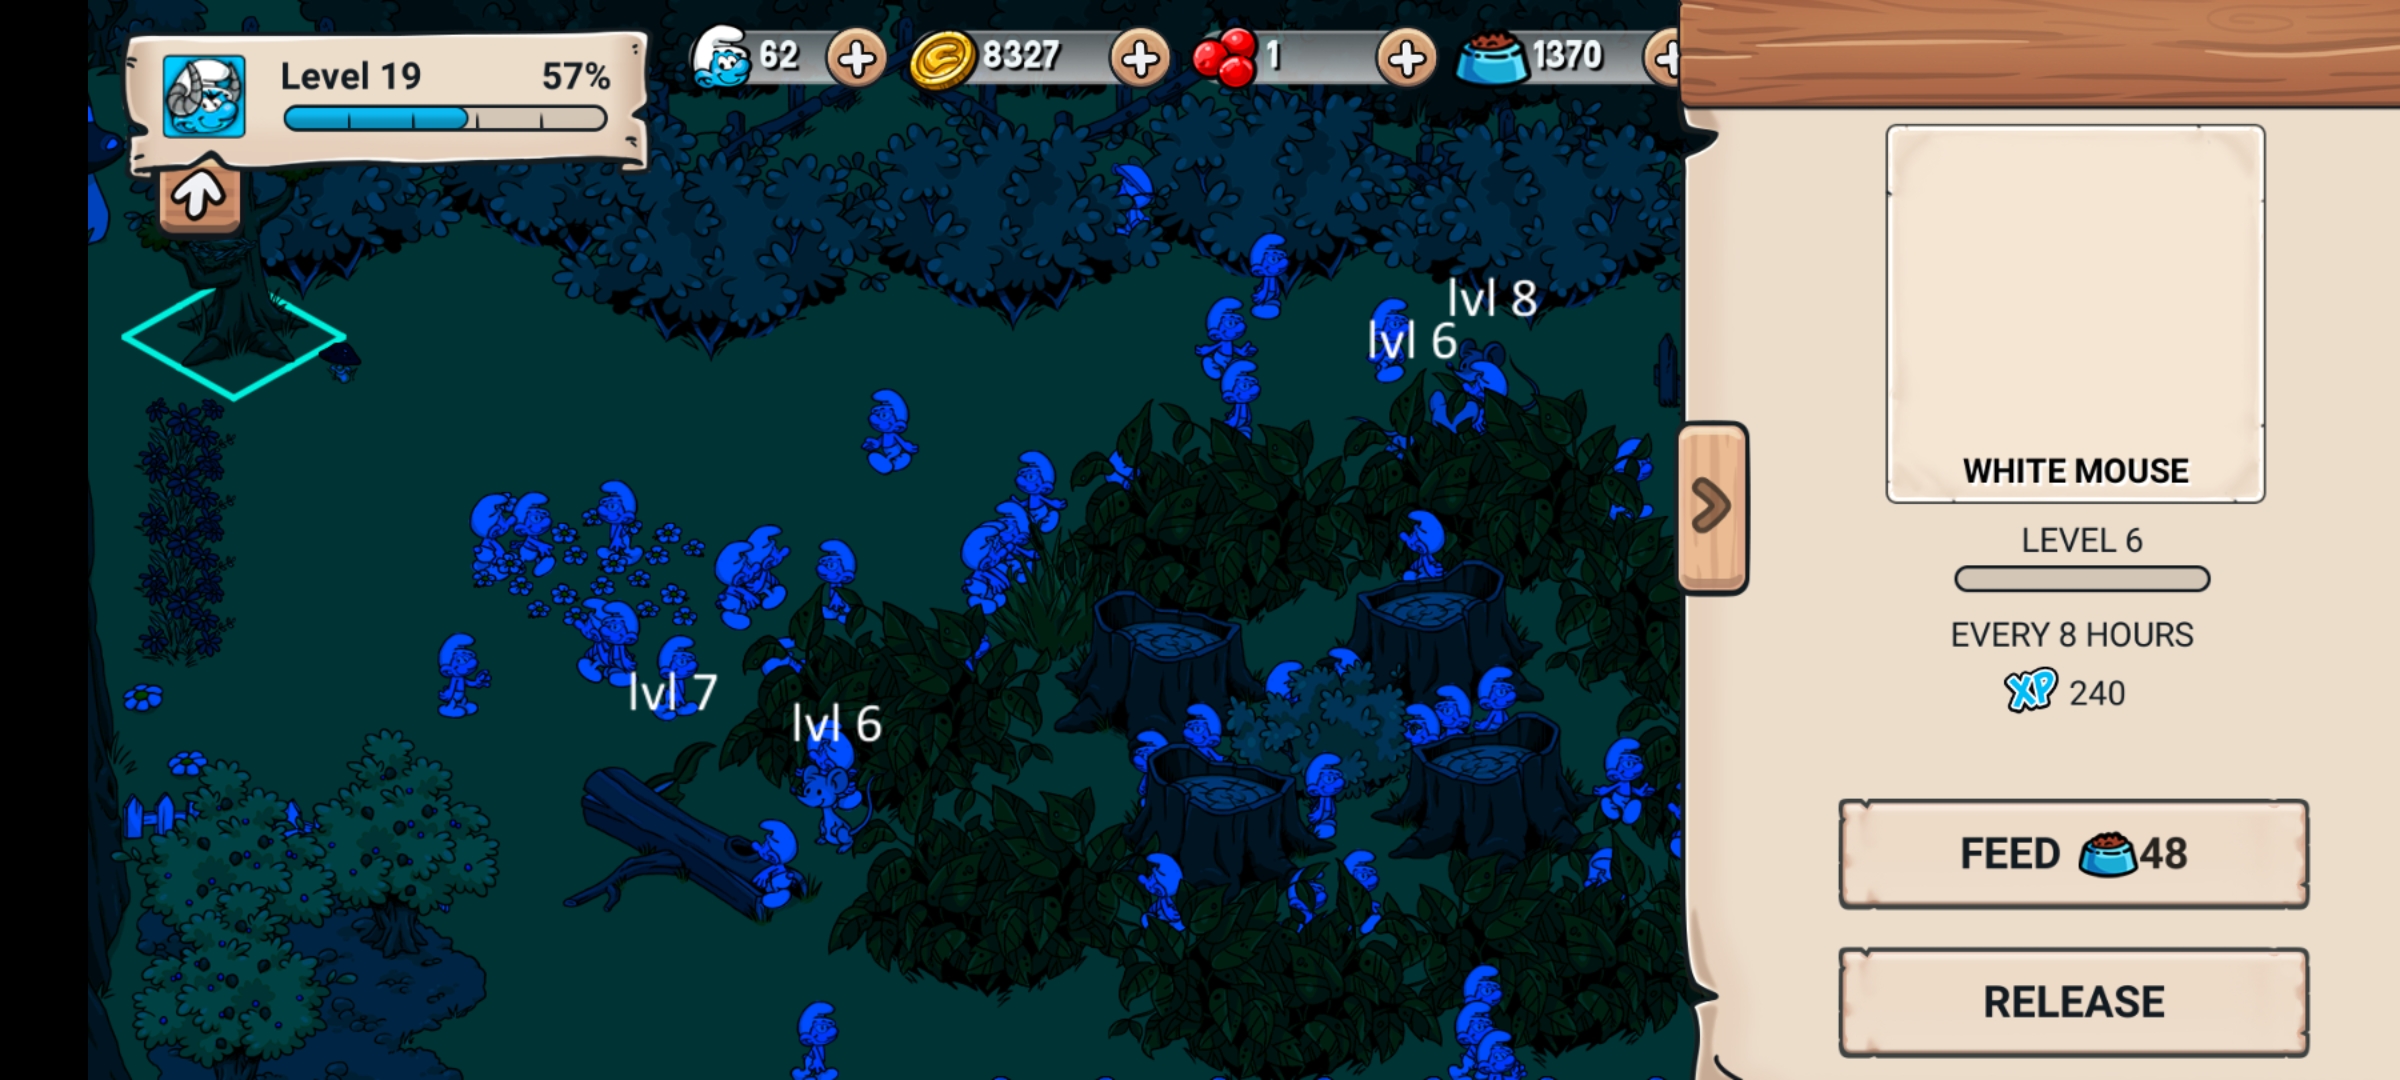 Level 19 57%
62
8327
1
1370
lvl 8
lvl 6
lvl 7
lvl 6
WHITE MOUSE
LEVEL 6
EVERY 8 HOURS
XP 240
FEED 48
RELEASE